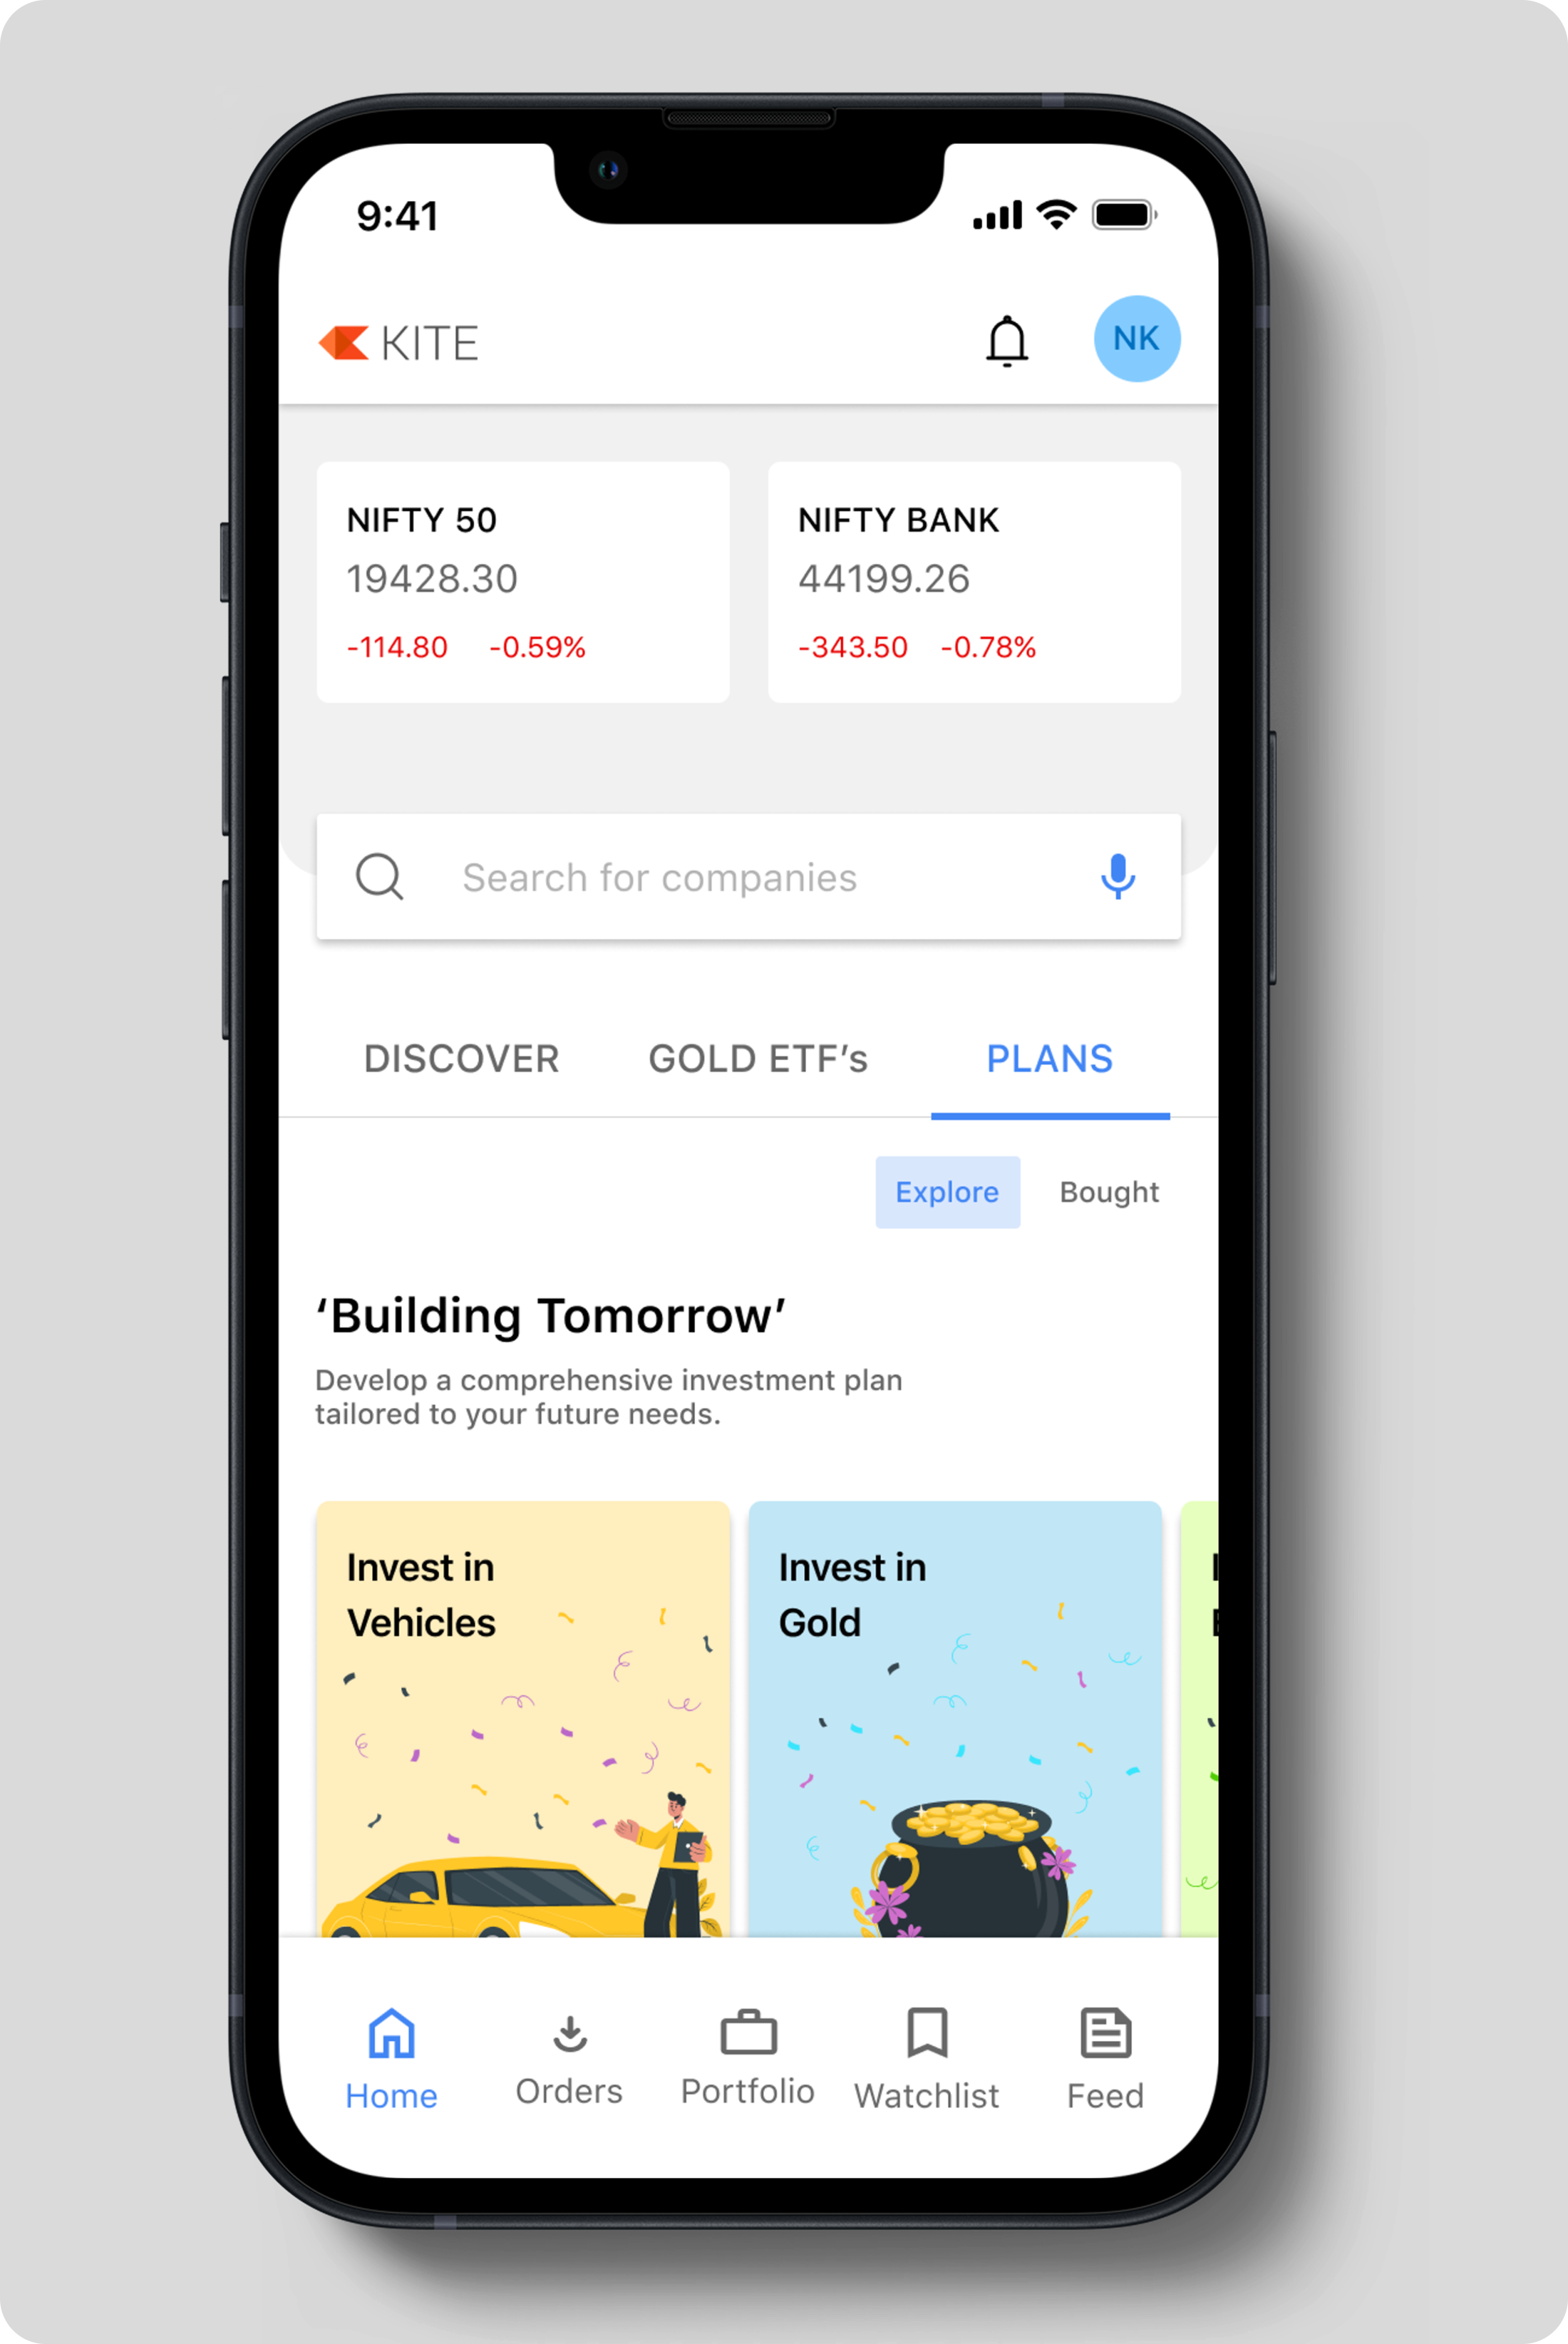 9:41
KITE
NK
NIFTY 50
19428.30
-114.80 -0.59%
NIFTY BANK
44199.26
-343.50 -0.78%
Search for companies
DISCOVER GOLD ETF’s PLANS
Explore Bought
‘Building Tomorrow’
Develop a comprehensive investment plan
tailored to your future needs.
Invest in
Vehicles
Invest in
Gold
Home Orders Portfolio Watchlist Feed